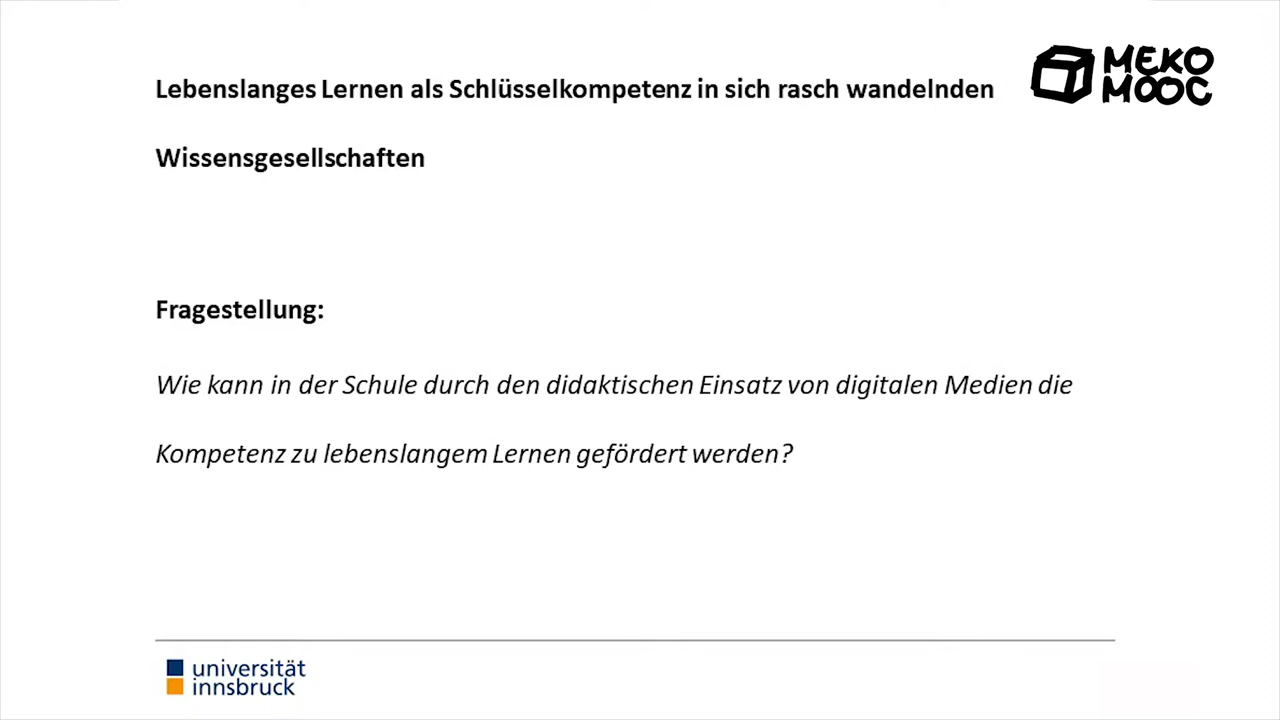 Lebenslanges Lernen als Schlüsselkompetenz in sich rasch wandelnden
Wissensgesellschaften
MEKO
MOOC
Fragestellung:
Wie kann in der Schule durch den didaktischen Einsatz von digitalen Medien die
Kompetenz zu lebenslangem Lernen gefördert werden?
universität
innsbruck